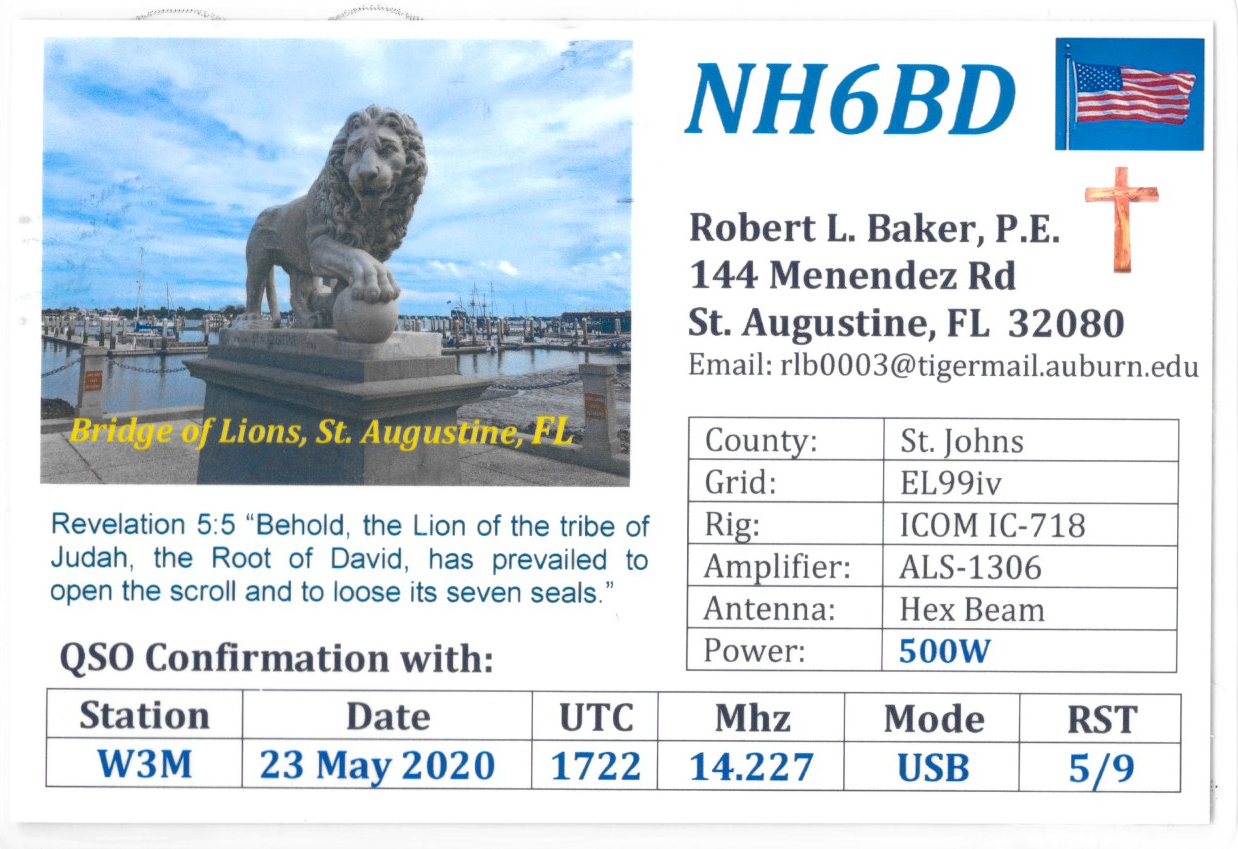 NH6BD
Robert L. Baker, P.E.
144 Menendez Rd
St. Augustine, FL 32080
Email: rlb0003@tigermail.auburn.edu
Bridge of Lions, St. Augustine, FL
Revelation 5:5 “Behold, the Lion of the tribe of
Judah, the Root of David, has prevailed to
open the scroll and to loose its seven seals.”
County: St. Johns
Grid: EL99iv
Rig: ICOM IC-718
Amplifier: ALS-1306
Antenna: Hex Beam
Power: 500W
QSO Confirmation with:
Station Date UTC Mhz Mode RST
W3M 23 May 2020 1722 14.227 USB 5/9